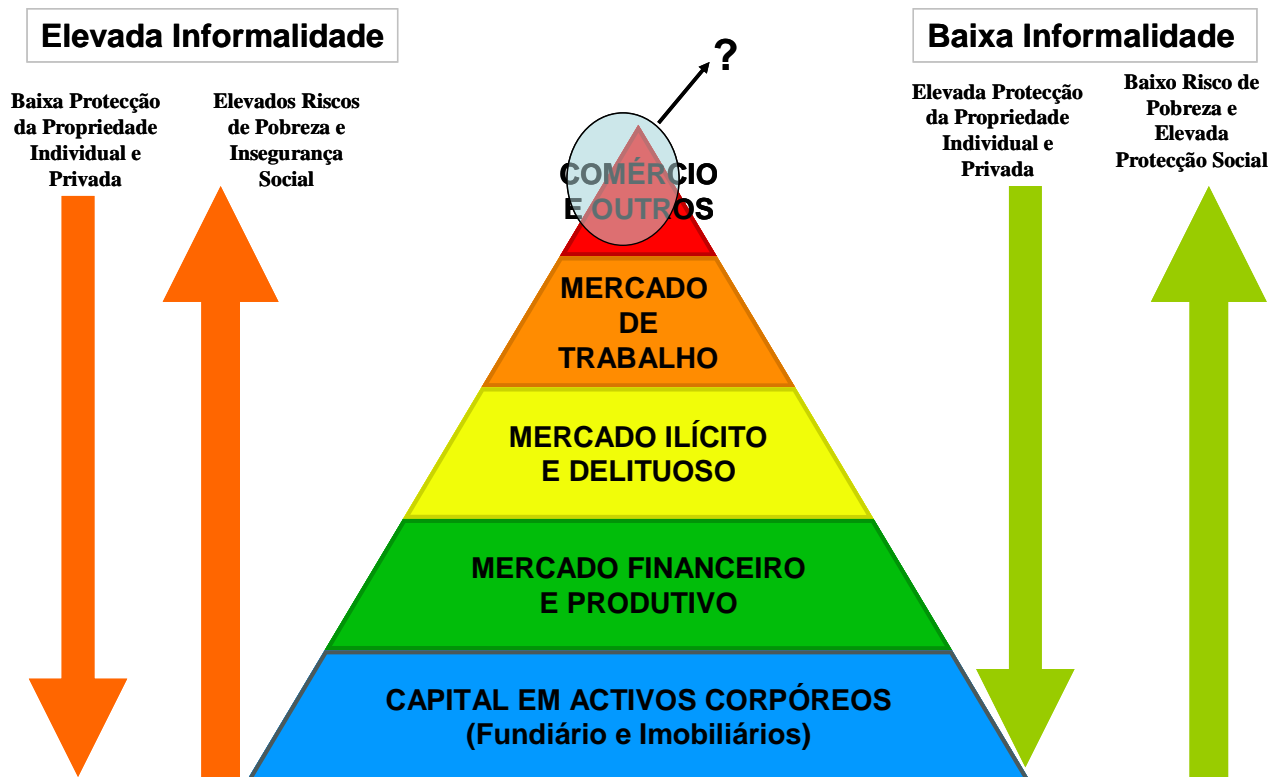 Elevada Informalidade
Baixa Informalidade
Baixa Protecção
da Propriedade
Individual e
Privada
Elevados Riscos
de Pobreza e
Insegurança
Social
?
Elevada Protecção
da Propriedade
Individual e
Privada
Baixo Risco de
Pobreza e
Elevada
Protecção Social
COMÉRCIO
E OUTROS
MERCADO
DE
TRABALHO
MERCADO ILÍCITO
E DELITUOSO
MERCADO FINANCEIRO
E PRODUTIVO
CAPITAL EM ACTIVOS CORPÓREOS
(Fundiário e Imobiliários)